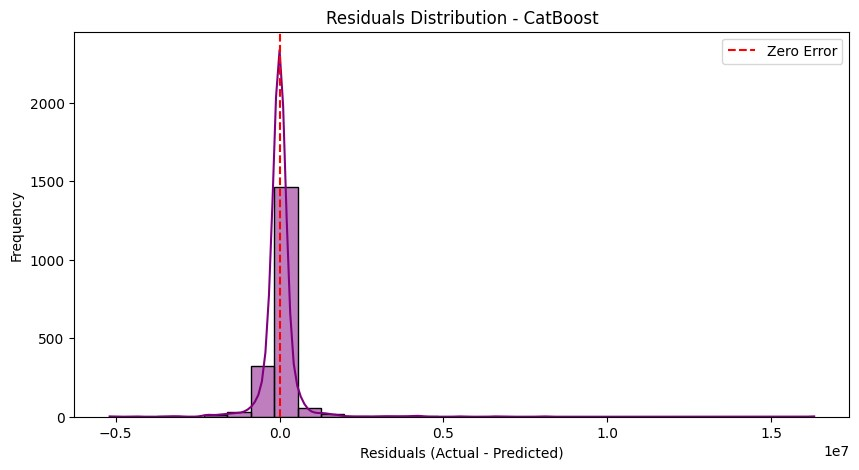 Residuals Distribution - CatBoost
Zero Error
Frequency
2000
1500
1000
500
0
−0.5 0.0 0.5 1.0 1.5
1e7
Residuals (Actual - Predicted)